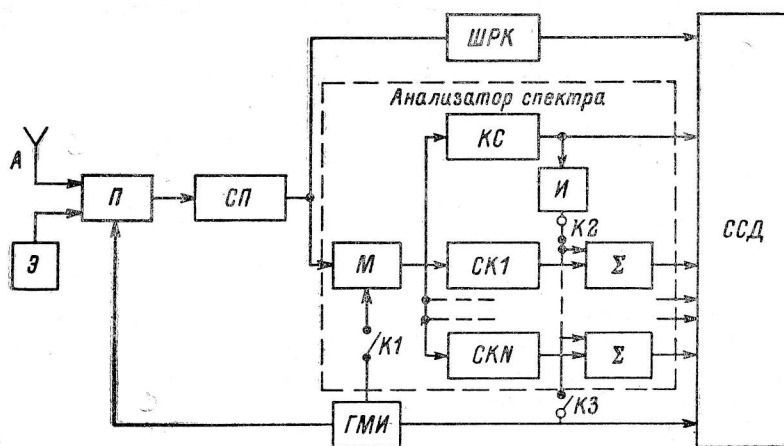 ШРК
Анализатор спектра
КС
А
П
СП
И
К2
ССД
Э
М
СК1
Σ
К1
СКN
Σ
К3
ГМИ